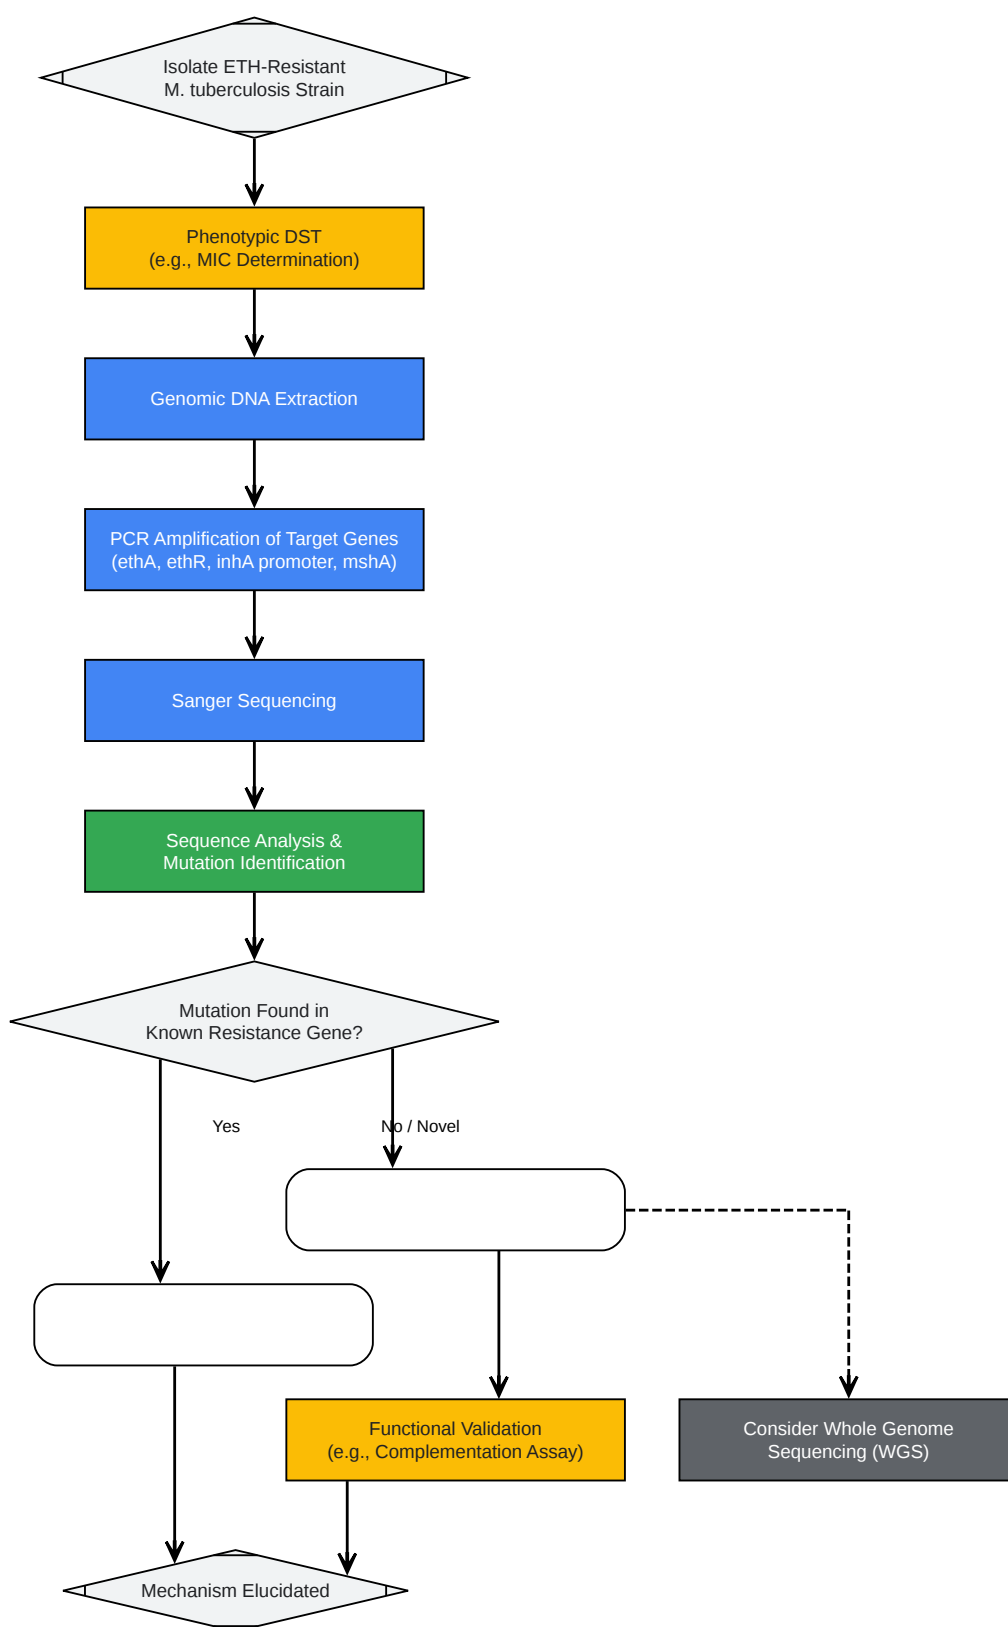 Isolate ETH-Resistant
M. tuberculosis Strain
Phenotypic DST
(e.g., MIC Determination)
Genomic DNA Extraction
PCR Amplification of Target Genes
(ethA, ethR, inhA promoter, mshA)
Sanger Sequencing
Sequence Analysis &
Mutation Identification
Mutation Found in
Known Resistance Gene?
Yes
No / Novel
Functional Validation
(e.g., Complementation Assay)
Consider Whole Genome
Sequencing (WGS)
Mechanism Elucidated